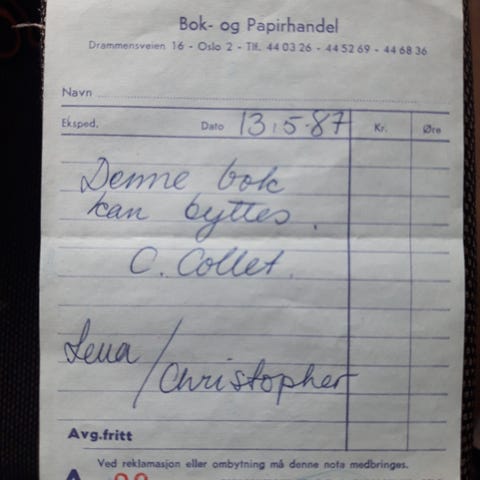 Bok- og Papirhandel
Drammensveien 16 - Oslo 2 - Tlf. 44 03 26 - 44 52 69 - 44 68 36
Navn
Eksped. Dato 13.5-87 Kr. Øre
Denne bok
kan byttes.
C. Collet.
Lena / Christopher
Avg.fritt
Ved reklamasjon eller ombytning må denne nota medbringes.
A